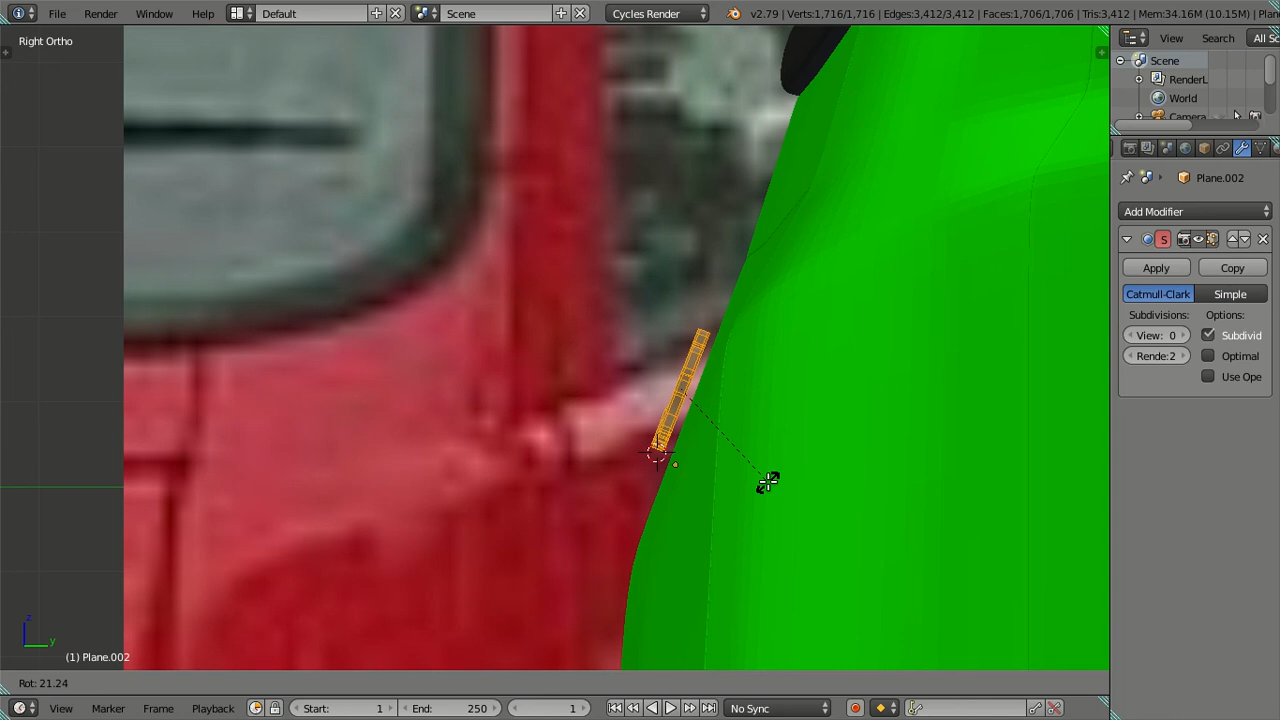 File Render Window Help Default Scene Cycles Render v2.79 | Verts:1,716/1,716 | Edges:3,412/3,412 | Faces:1,706/1,706 | Tris:3,412 | Mem:34.16M (10.15M) | Plan
Right Ortho
View Search All Sc
Scene
RenderL
World
Camera
Plane.002
Add Modifier
S
Apply Copy
Catmull-Clark Simple
Subdivisions: Options:
View: 0 Subdivid
Rende:2 Optimal
Use Ope
z
y
(1) Plane.002
Rot: 21.24
View Marker Frame Playback Start: 1 End: 250 1 No Sync